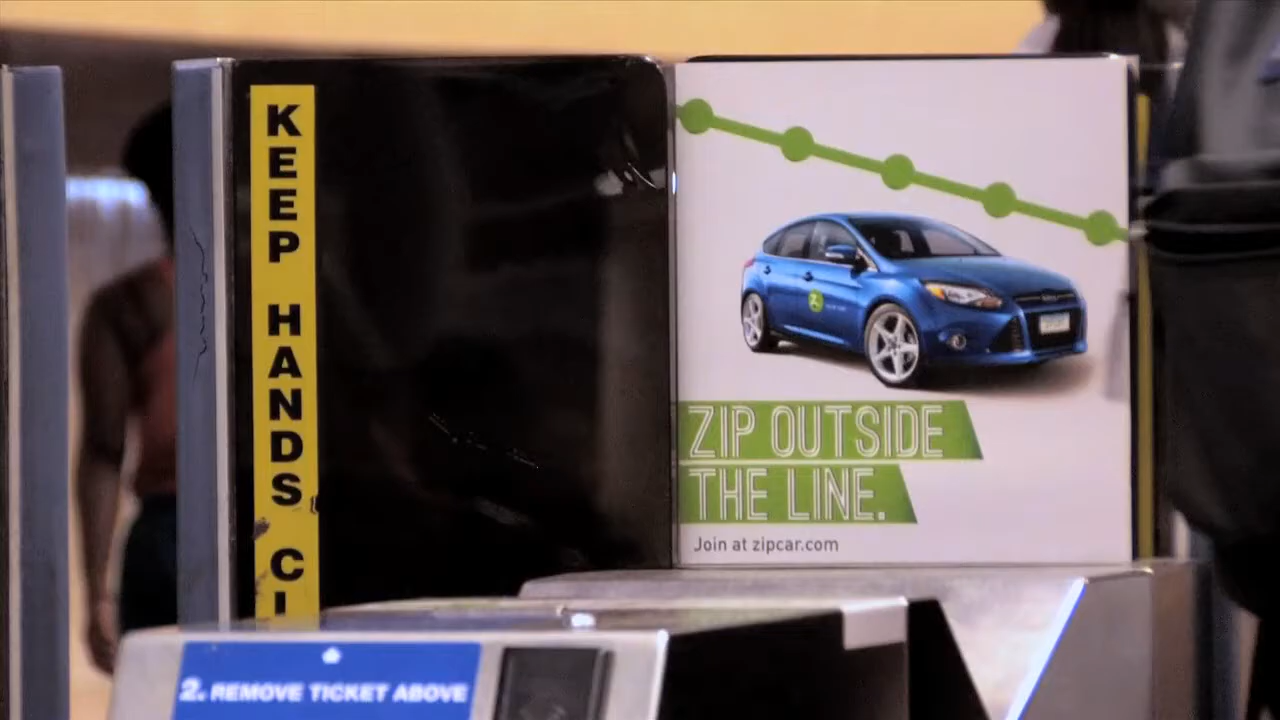 KEEP HANDS
ZIP OUTSIDE
THE LINE.
Join at zipcar.com
2. REMOVE TICKET ABOVE